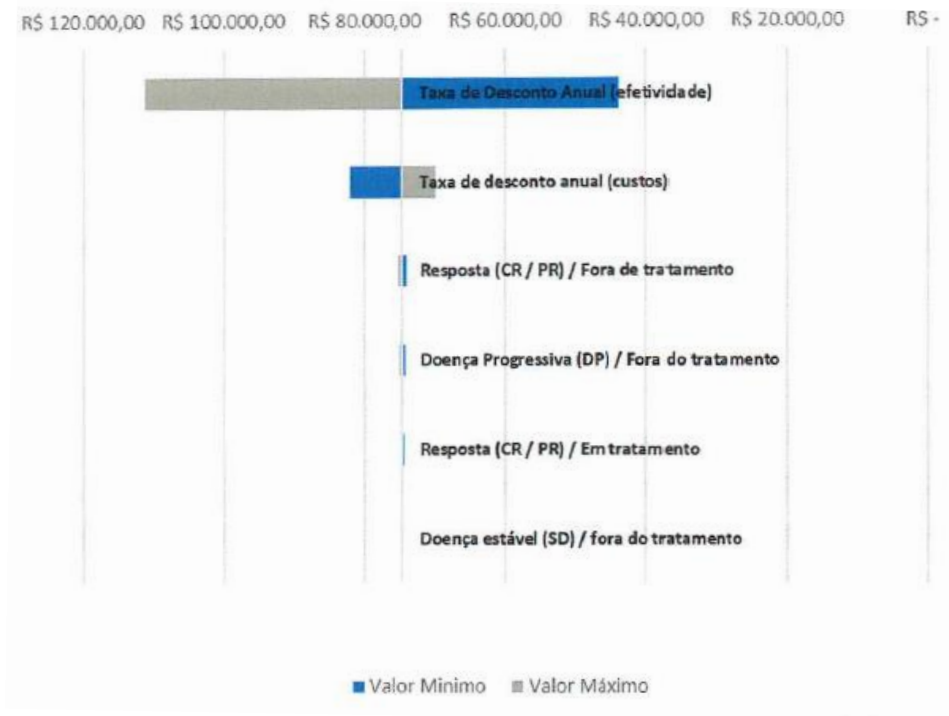 R$ 120.000,00 R$ 100.000,00 R$ 80.000,00 R$ 60.000,00 R$ 40.000,00 R$ 20.000,00 R$ -
Taxa de Desconto Anual (efetividade)
Taxa de desconto anual (custos)
Resposta (CR / PR) / Fora de tratamento
Doença Progressiva (DP) / Fora do tratamento
Resposta (CR / PR) / Em tratamento
Doença estável (SD) / fora do tratamento
Valor Minimo Valor Máximo